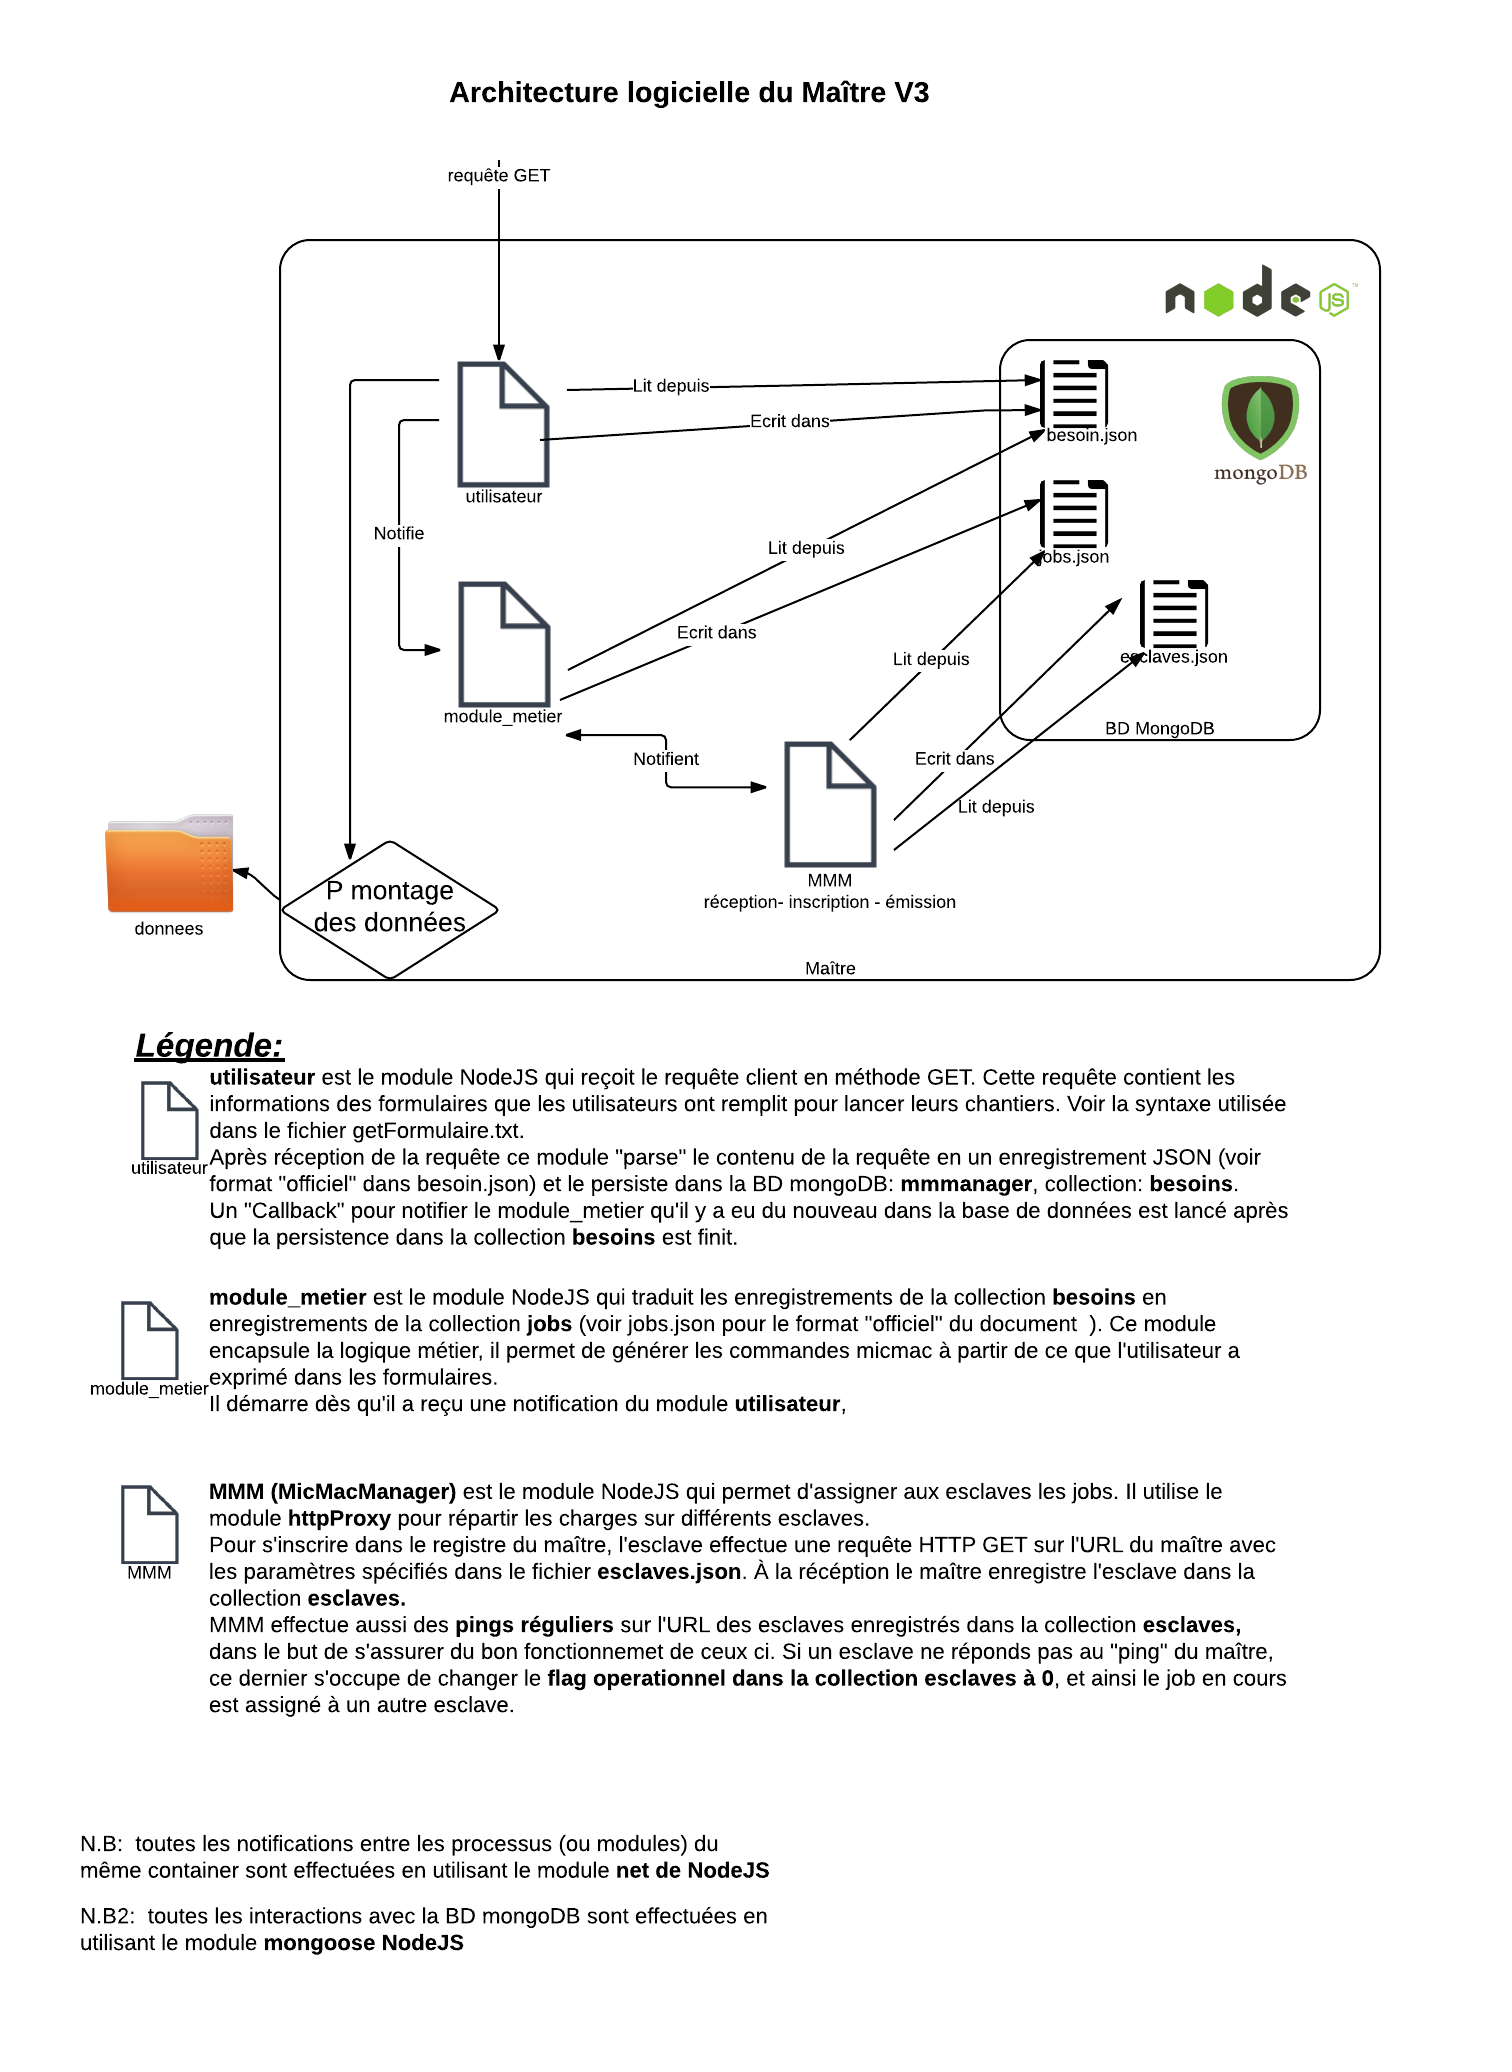 Architecture logicielle du Maître V3
requête GET
node JS ™
Lit depuis
Ecrit dans
besoin.json
mongoDB
utilisateur
Notifie
Lit depuis
jobs.json
Ecrit dans
Lit depuis
esclaves.json
module_metier
BD MongoDB
Notifient
Ecrit dans
Lit depuis
MMM
réception- inscription - émission
P montage
des données
donnees
Maître
Légende:
utilisateur est le module NodeJS qui reçoit le requête client en méthode GET. Cette requête contient les
informations des formulaires que les utilisateurs ont remplit pour lancer leurs chantiers. Voir la syntaxe utilisée
dans le fichier getFormulaire.txt.
utilisateur
Après réception de la requête ce module "parse" le contenu de la requête en un enregistrement JSON (voir
format "officiel" dans besoin.json) et le persiste dans la BD mongoDB: mmmanager, collection: besoins.
Un "Callback" pour notifier le module_metier qu'il y a eu du nouveau dans la base de données est lancé après
que la persistence dans la collection besoins est finit.
module_metier est le module NodeJS qui traduit les enregistrements de la collection besoins en
enregistrements de la collection jobs (voir jobs.json pour le format "officiel" du document  ). Ce module
encapsule la logique métier, il permet de générer les commandes micmac à partir de ce que l'utilisateur a
exprimé dans les formulaires.
module_metier
Il démarre dès qu'il a reçu une notification du module utilisateur,
MMM (MicMacManager) est le module NodeJS qui permet d'assigner aux esclaves les jobs. Il utilise le
module httpProxy pour répartir les charges sur différents esclaves.
Pour s'inscrire dans le registre du maître, l'esclave effectue une requête HTTP GET sur l'URL du maître avec
les paramètres spécifiés dans le fichier esclaves.json. À la récéption le maître enregistre l'esclave dans la
MMM
collection esclaves.
MMM effectue aussi des pings réguliers sur l'URL des esclaves enregistrés dans la collection esclaves,
dans le but de s'assurer du bon fonctionnemet de ceux ci. Si un esclave ne réponds pas au "ping" du maître,
ce dernier s'occupe de changer le flag operationnel dans la collection esclaves à 0, et ainsi le job en cours
est assigné à un autre esclave.
N.B:  toutes les notifications entre les processus (ou modules) du
même container sont effectuées en utilisant le module net de NodeJS
N.B2:  toutes les interactions avec la BD mongoDB sont effectuées en
utilisant le module mongoose NodeJS